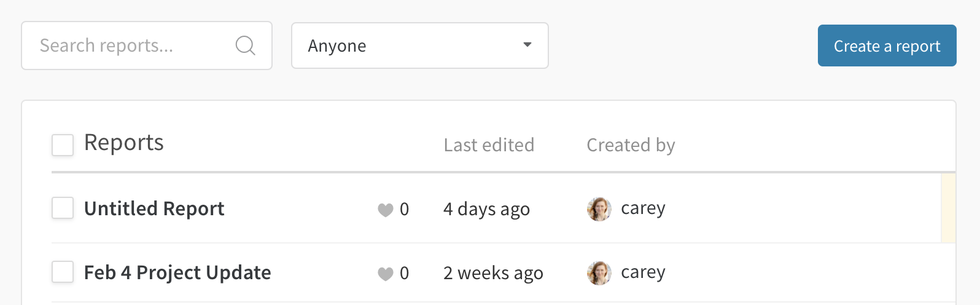 Search reports... Anyone Create a report
Reports Last edited Created by
Untitled Report 0 4 days ago carey
Feb 4 Project Update 0 2 weeks ago carey